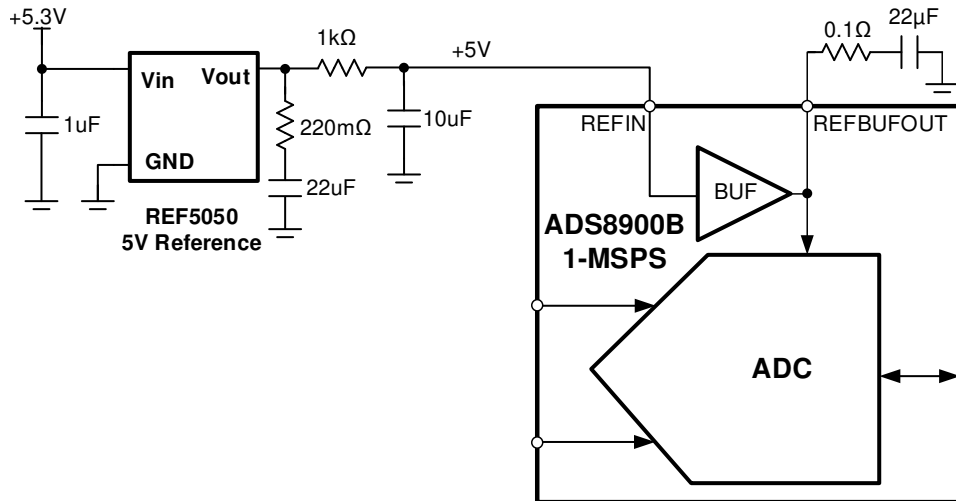 +5.3V
1kΩ
+5V
0.1Ω
22µF
Vin
Vout
1uF
220mΩ
10uF
REFIN
REFBUFOUT
GND
22uF
BUF
REF5050
5V Reference
ADS8900B
1-MSPS
ADC